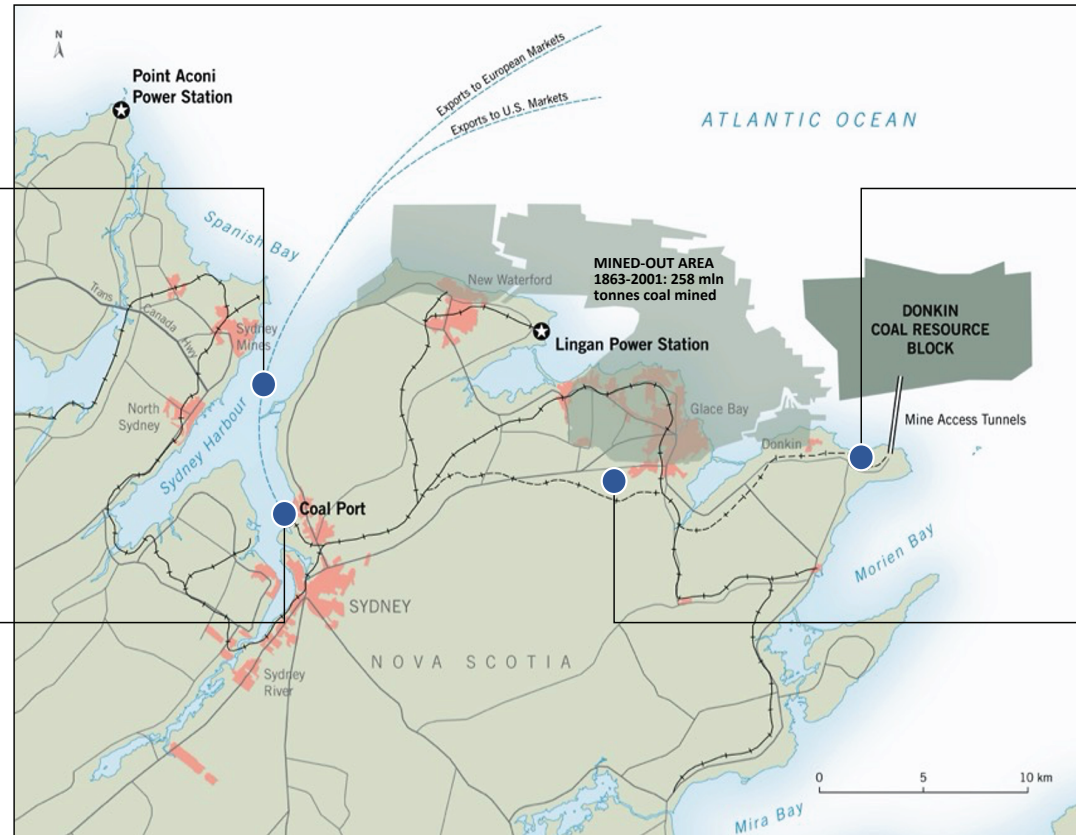 N
Point Aconi
Power Station
Exports to European Markets
Exports to U.S. Markets
ATLANTIC OCEAN
Spanish Bay
MINED-OUT AREA
1863-2001: 258 mln
tonnes coal mined
New Waterford
DONKIN
COAL RESOURCE
BLOCK
Trans
Canada
Hwy
Sydney
Mines
Lingan Power Station
North
Sydney
Sydney Harbour
Glace Bay
Mine Access Tunnels
Donkin
Coal Port
Morien Bay
SYDNEY
NOVA SCOTIA
Sydney
River
0 5 10 km
Mira Bay